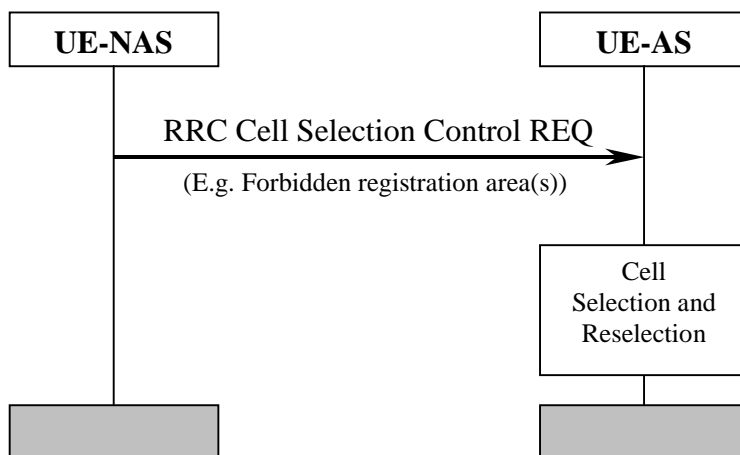 UE-NAS
UE-AS
RRC Cell Selection Control REQ
(E.g. Forbidden registration area(s))
Cell
Selection and
Reselection